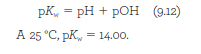 pK_w = pH + pOH (9.12)
A 25 °C, pK_w = 14.00.